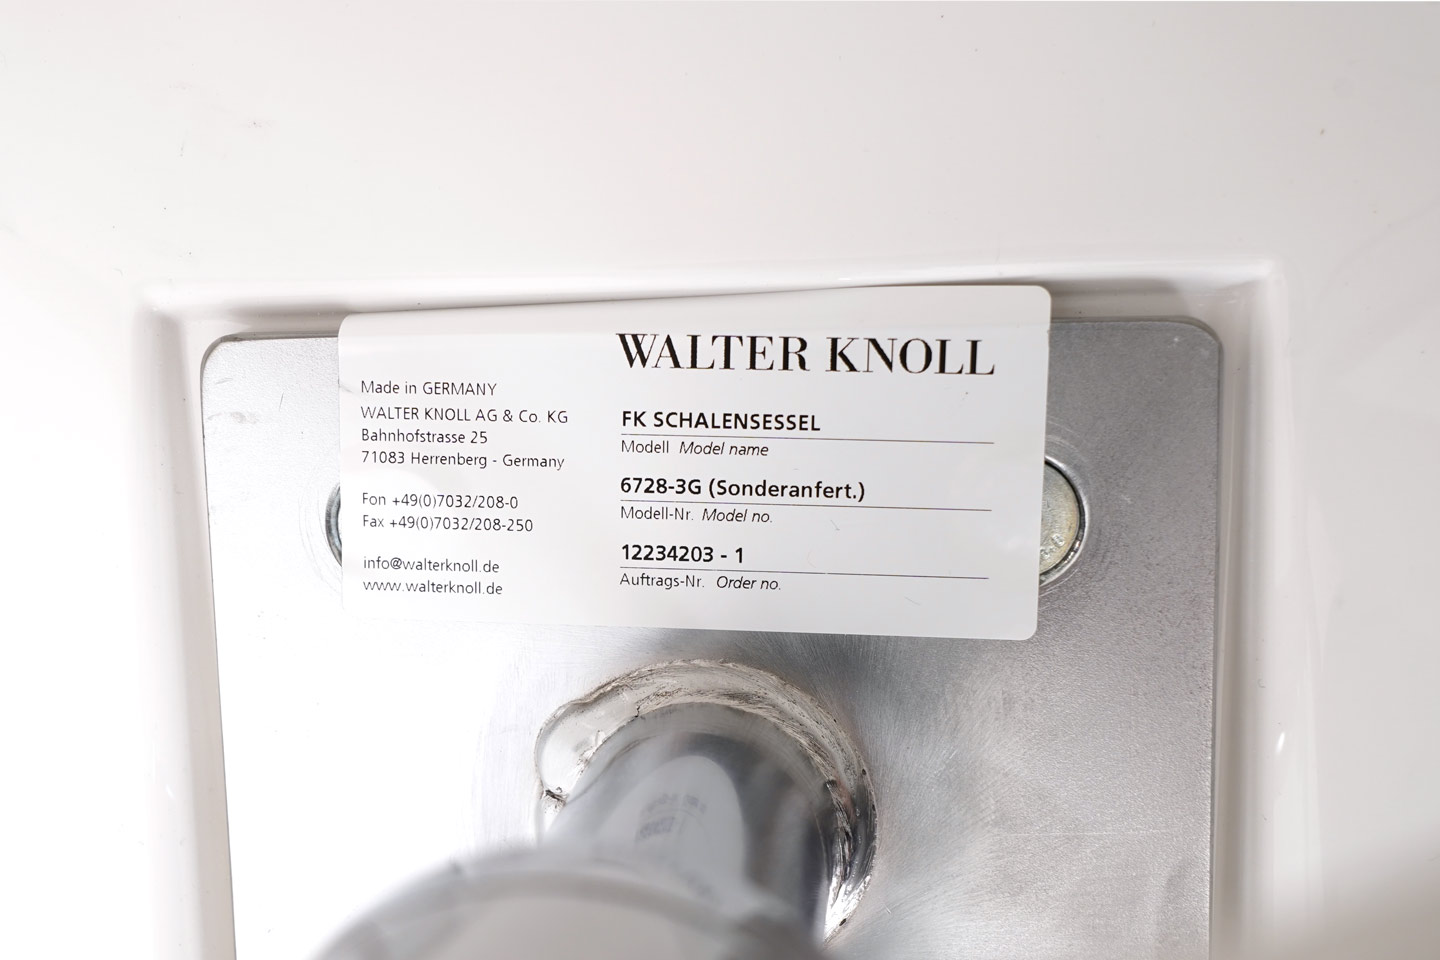 Made in GERMANY
WALTER KNOLL AG & Co. KG
Bahnhofstrasse 25
71083 Herrenberg - Germany
Fon +49(0)7032/208-0
Fax +49(0)7032/208-250
info@walterknoll.de
www.walterknoll.de
WALTER KNOLL
FK SCHALENSESSEL
Modell Model name
6728-3G (Sonderanfert.)
Modell-Nr. Model no.
12234203 - 1
Auftrags-Nr. Order no.